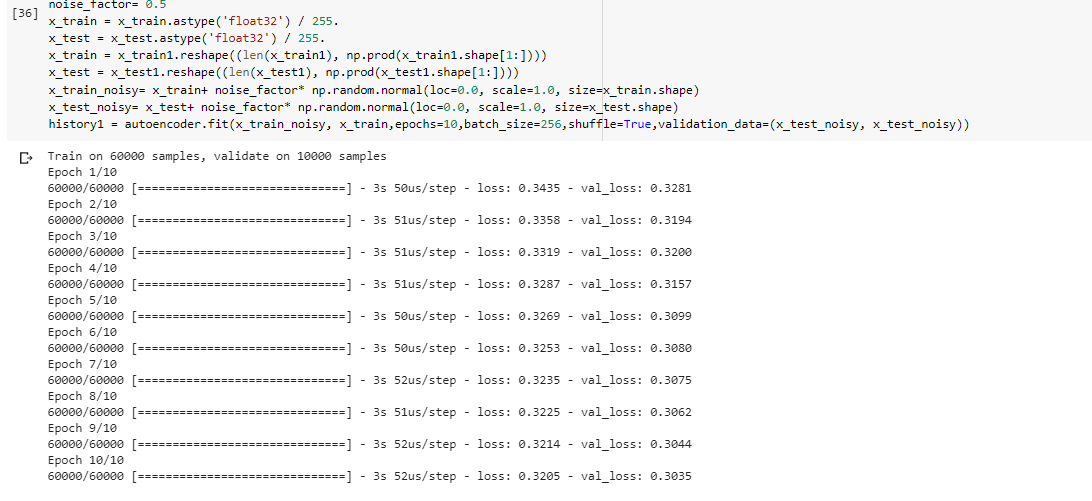 noise_factor= 0.5
[36]
x_train = x_train.astype('float32') / 255.
x_test = x_test.astype('float32') / 255.
x_train = x_train1.reshape((len(x_train1), np.prod(x_train1.shape[1:])))
x_test = x_test1.reshape((len(x_test1), np.prod(x_test1.shape[1:])))
x_train_noisy= x_train+ noise_factor* np.random.normal(loc=0.0, scale=1.0, size=x_train.shape)
x_test_noisy= x_test+ noise_factor* np.random.normal(loc=0.0, scale=1.0, size=x_test.shape)
history1 = autoencoder.fit(x_train_noisy, x_train,epochs=10,batch_size=256,shuffle=True,validation_data=(x_test_noisy, x_test_noisy))
Train on 60000 samples, validate on 10000 samples
Epoch 1/10
60000/60000 [==============================] - 3s 50us/step - loss: 0.3435 - val_loss: 0.3281
Epoch 2/10
60000/60000 [==============================] - 3s 51us/step - loss: 0.3358 - val_loss: 0.3194
Epoch 3/10
60000/60000 [==============================] - 3s 51us/step - loss: 0.3319 - val_loss: 0.3200
Epoch 4/10
60000/60000 [==============================] - 3s 51us/step - loss: 0.3287 - val_loss: 0.3157
Epoch 5/10
60000/60000 [==============================] - 3s 50us/step - loss: 0.3269 - val_loss: 0.3099
Epoch 6/10
60000/60000 [==============================] - 3s 50us/step - loss: 0.3253 - val_loss: 0.3080
Epoch 7/10
60000/60000 [==============================] - 3s 52us/step - loss: 0.3235 - val_loss: 0.3075
Epoch 8/10
60000/60000 [==============================] - 3s 51us/step - loss: 0.3225 - val_loss: 0.3062
Epoch 9/10
60000/60000 [==============================] - 3s 52us/step - loss: 0.3214 - val_loss: 0.3044
Epoch 10/10
60000/60000 [==============================] - 3s 52us/step - loss: 0.3205 - val_loss: 0.3035